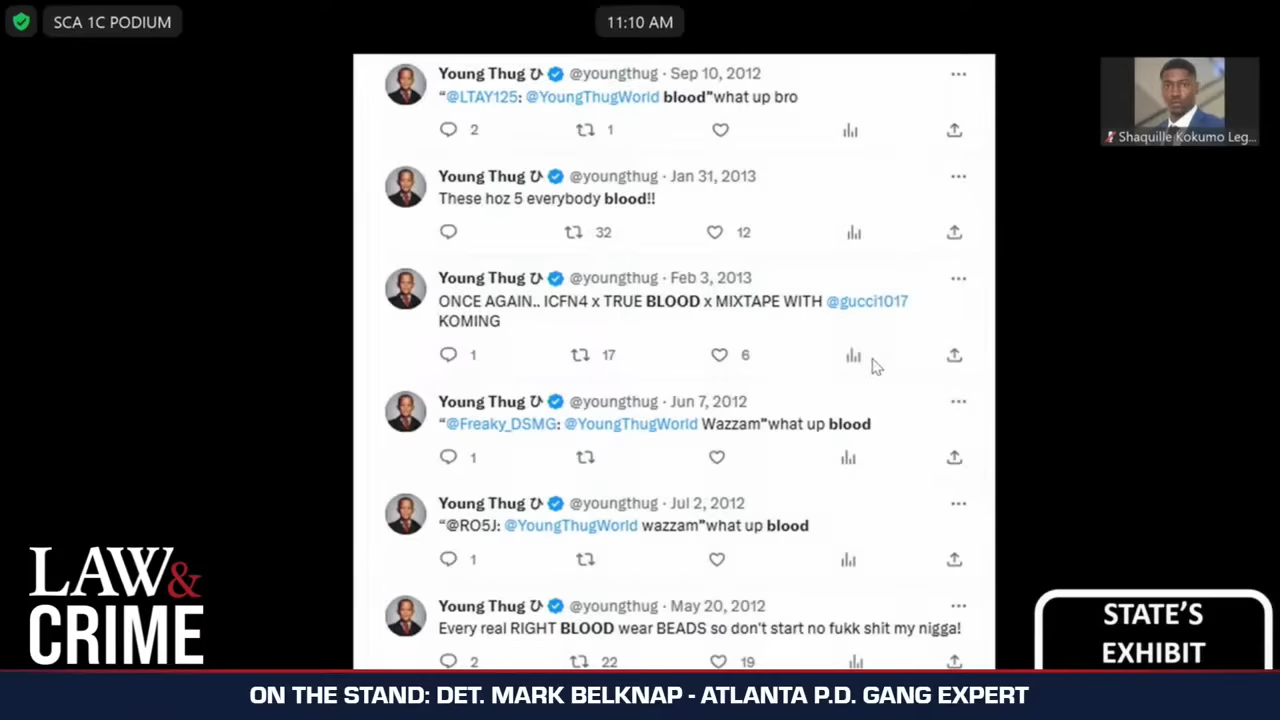 SCA 1C PODIUM
11:10 AM
Young Thug ひ @youngthug · Sep 10, 2012
“@LTAY125: @YoungThugWorld blood”what up bro
2 1
Young Thug ひ @youngthug · Jan 31, 2013
These hoz 5 everybody blood!!
32 12
Young Thug ひ @youngthug · Feb 3, 2013
ONCE AGAIN.. ICFN4 x TRUE BLOOD x MIXTAPE WITH @gucci1017
KOMING
1 17 6
Young Thug ひ @youngthug · Jun 7, 2012
“@Freaky_DSMG: @YoungThugWorld Wazzam”what up blood
1
Young Thug ひ @youngthug · Jul 2, 2012
“@RO5J: @YoungThugWorld wazzam”what up blood
1
Young Thug ひ @youngthug · May 20, 2012
Every real RIGHT BLOOD wear BEADS so don't start no fukk shit my nigga!
2 22 19
Shaquille Kokumo Leg...
LAW&
CRIME
STATE'S
EXHIBIT
ON THE STAND: DET. MARK BELKNAP - ATLANTA P.D. GANG EXPERT